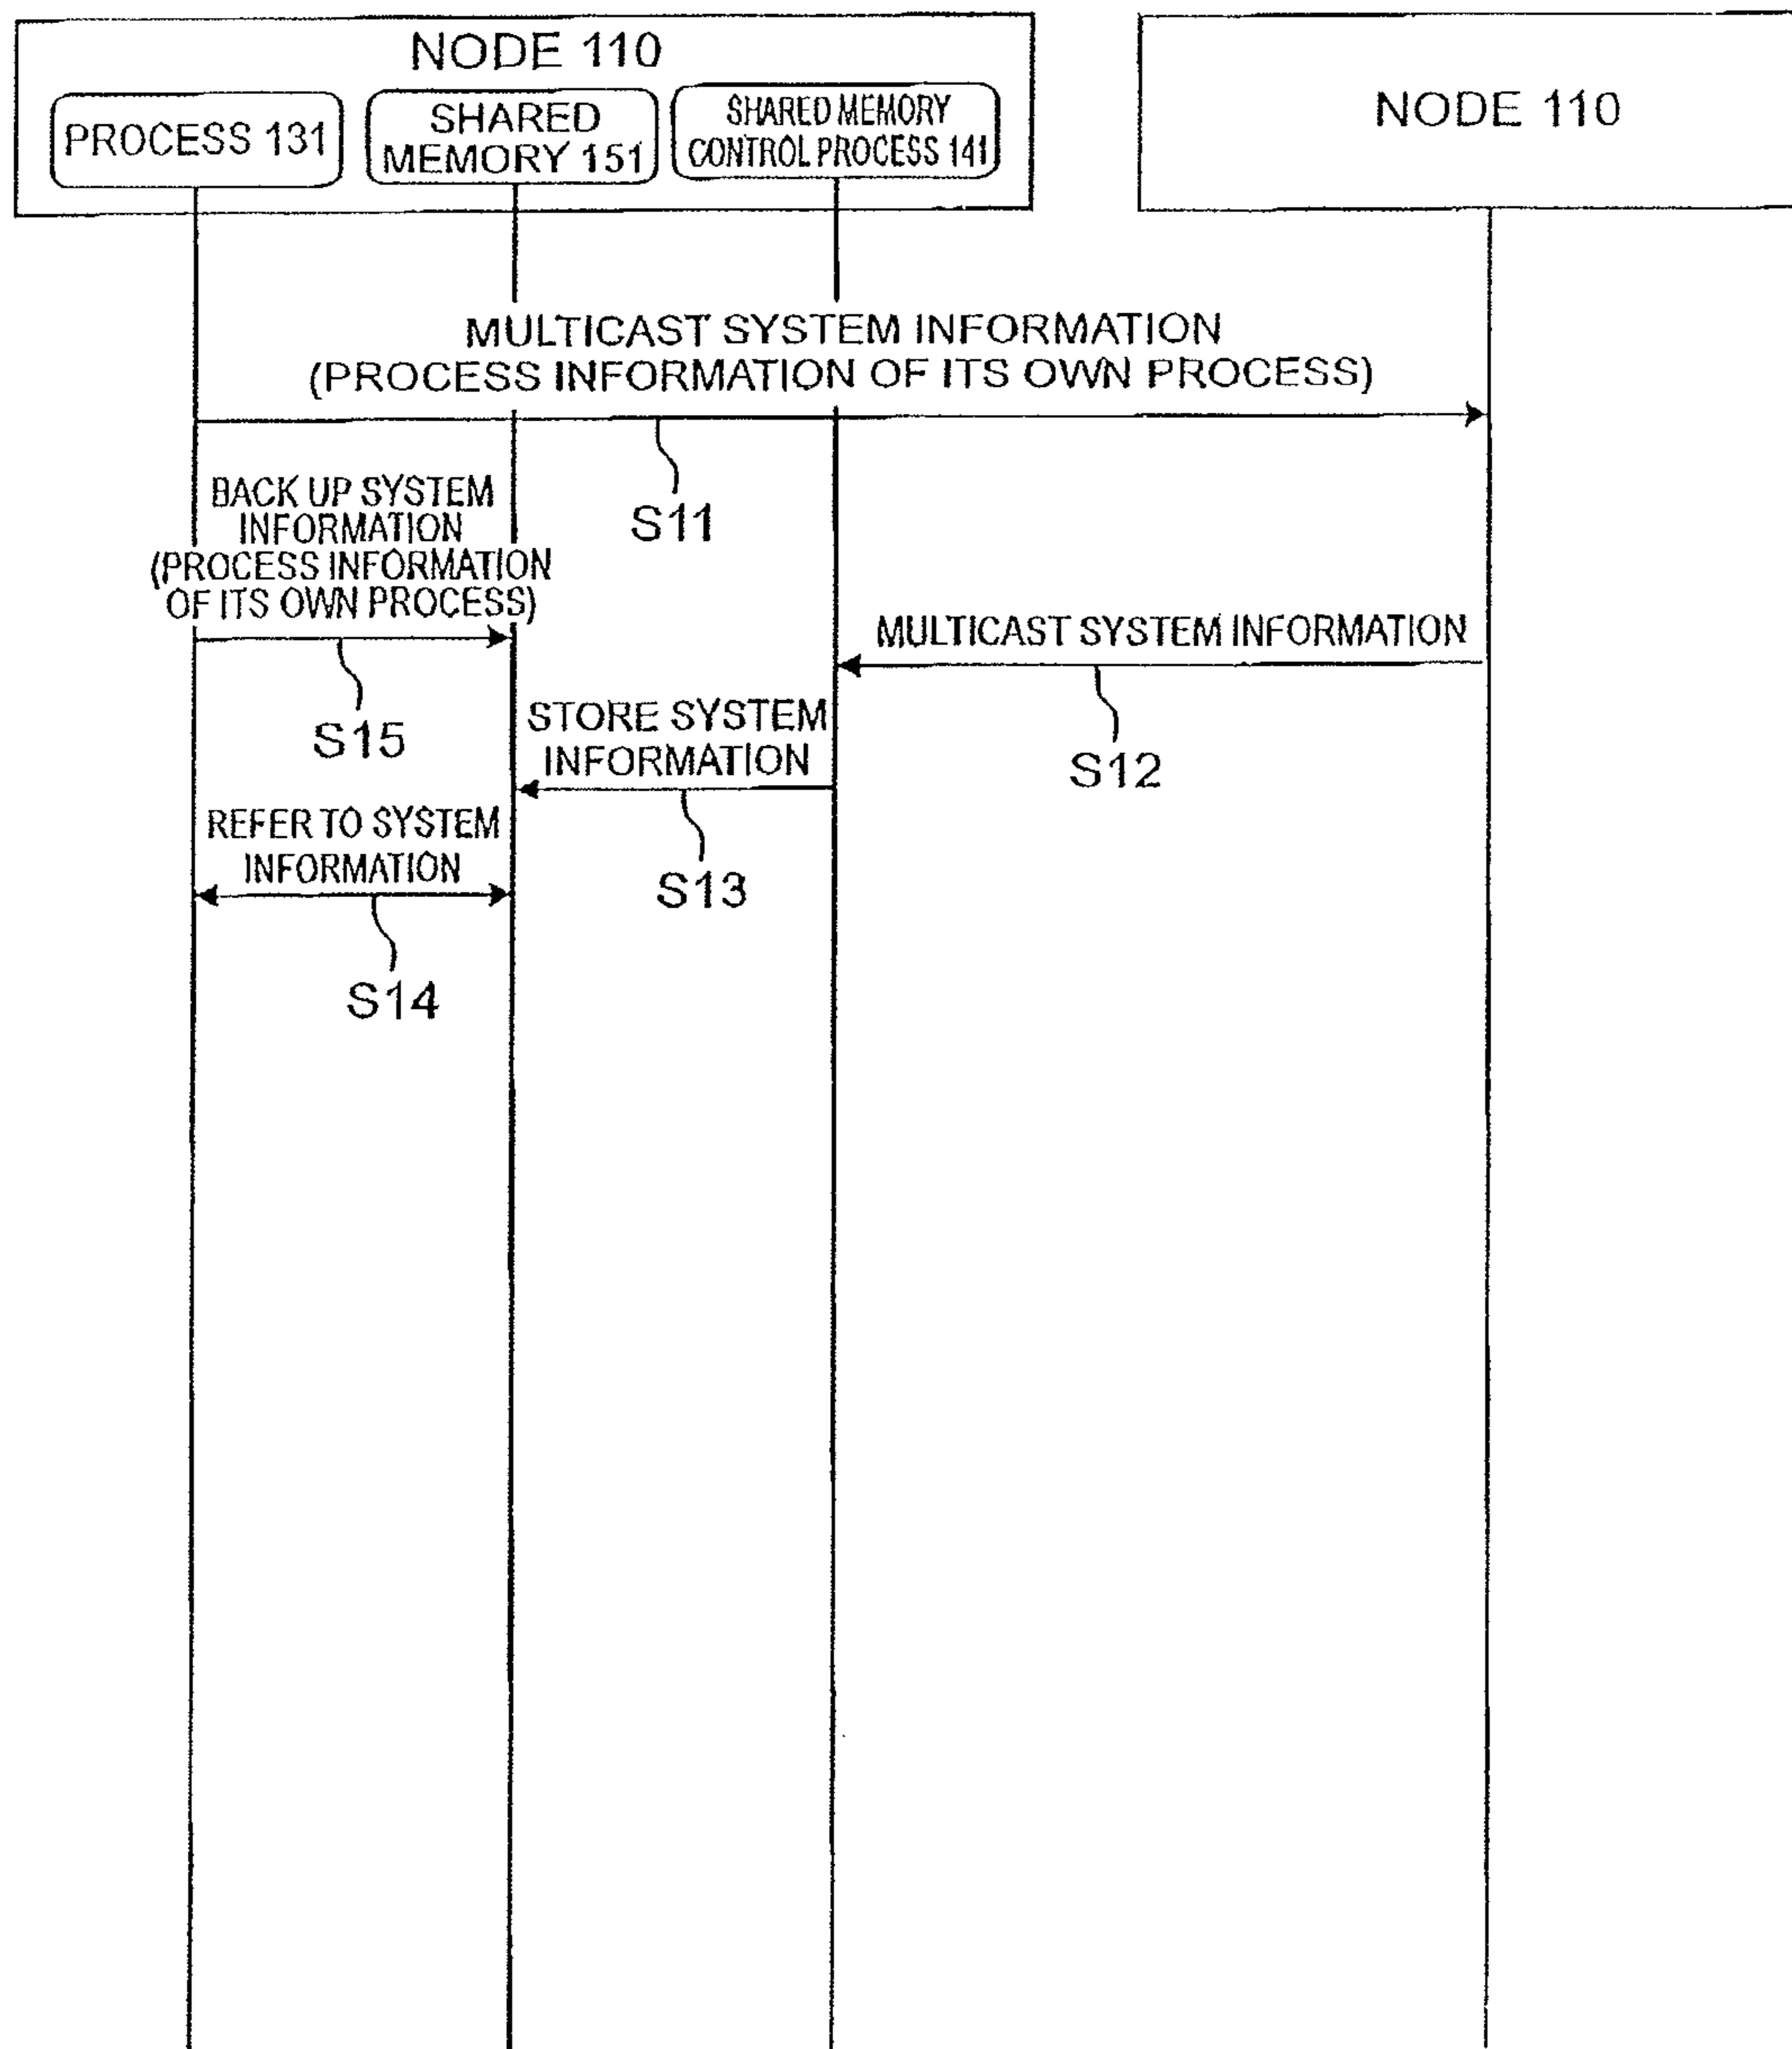 NODE 110
PROCESS 131
SHARED
MEMORY 151
SHARED MEMORY
CONTROL PROCESS 141
NODE 110
MULTICAST SYSTEM INFORMATION
(PROCESS INFORMATION OF ITS OWN PROCESS)
S11
BACK UP SYSTEM
INFORMATION
(PROCESS INFORMATION
OF ITS OWN PROCESS)
S15
MULTICAST SYSTEM INFORMATION
S12
STORE SYSTEM
INFORMATION
S13
REFER TO SYSTEM
INFORMATION
S14